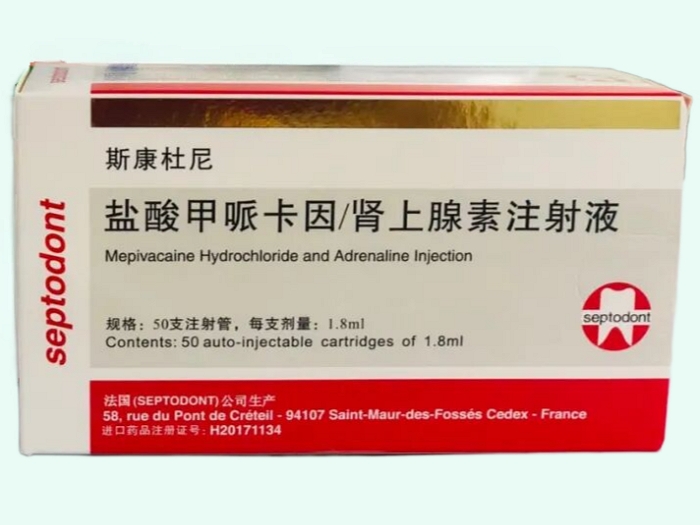 septodont
斯康杜尼
盐酸甲哌卡因/肾上腺素注射液
Mepivacaine Hydrochloride and Adrenaline Injection
septodont
规格：50支注射管，每支剂量：1.8ml
Contents: 50 auto-injectable cartridges of 1.8ml
septodont
法国(SEPTODONT)公司生产
58, rue du Pont de Créteil - 94107 Saint-Maur-des-Fossés Cedex - France
进口药品注册证号: H20171134